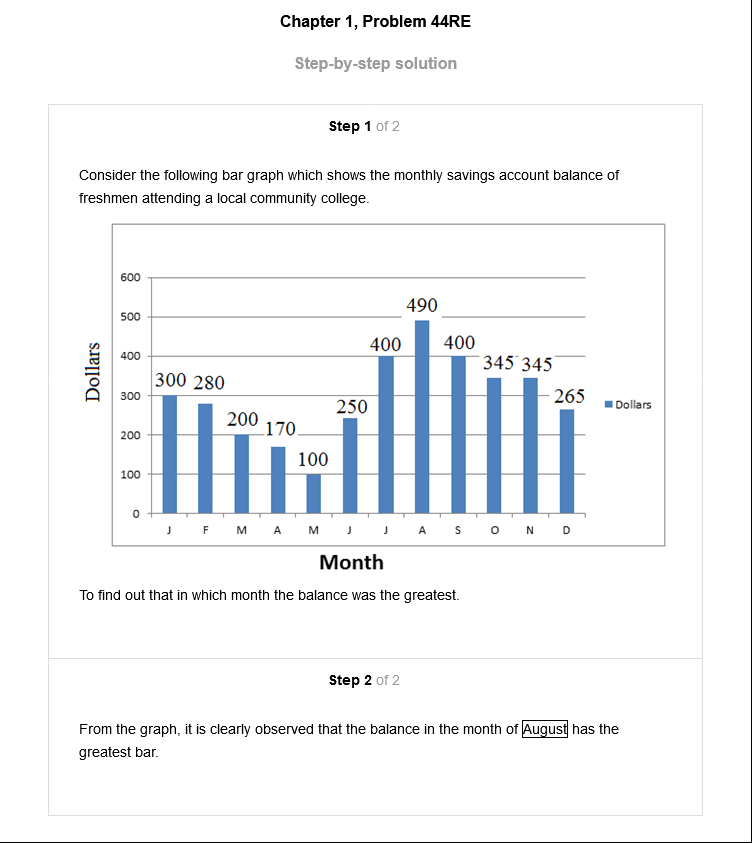 Chapter 1, Problem 44RE
Step-by-step solution
Step 1 of 2
Consider the following bar graph which shows the monthly savings account balance of
freshmen attending a local community college.
600
500
400
300
200
100
0
Dollars
300 280
200
170
100
250
400
490
400
345 345
265
Dollars
J F M A M J J A S O N D
Month
To find out that in which month the balance was the greatest.
Step 2 of 2
From the graph, it is clearly observed that the balance in the month of August has the
greatest bar.